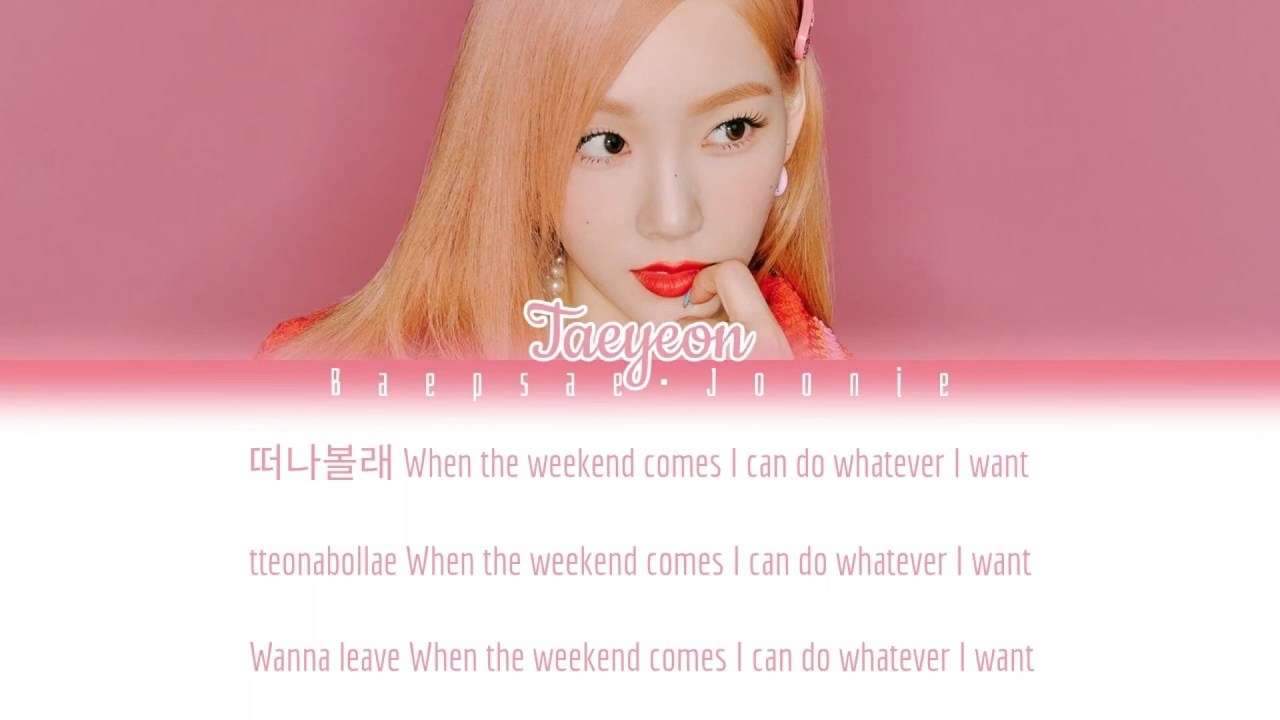 Taeyeon
Baepsae·Joonie
떠나볼래 When the weekend comes I can do whatever I want
tteonabollae When the weekend comes I can do whatever I want
Wanna leave When the weekend comes I can do whatever I want